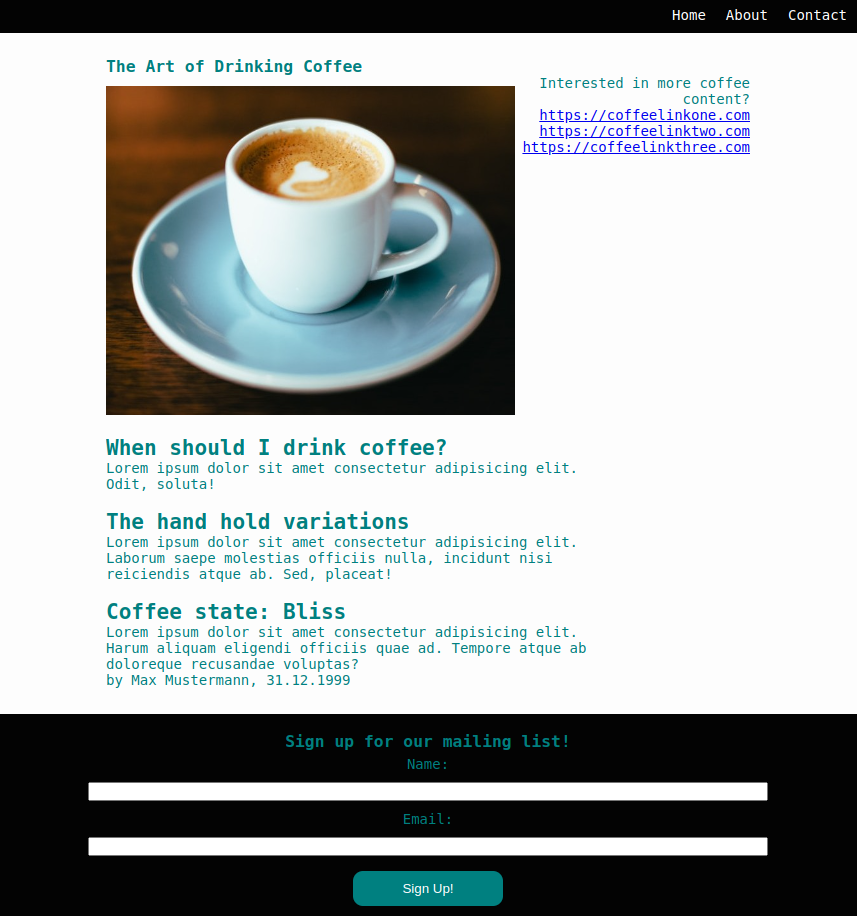 Home About Contact
The Art of Drinking Coffee
Interested in more coffee
content?
https://coffeelinkone.com
https://coffeelinktwo.com
https://coffeelinkthree.com
When should I drink coffee?
Lorem ipsum dolor sit amet consectetur adipisicing elit.
Odit, soluta!
The hand hold variations
Lorem ipsum dolor sit amet consectetur adipisicing elit.
Laborum saepe molestias officiis nulla, incidunt nisi
reiciendis atque ab. Sed, placeat!
Coffee state: Bliss
Lorem ipsum dolor sit amet consectetur adipisicing elit.
Harum aliquam eligendi officiis quae ad. Tempore atque ab
doloreque recusandae voluptas?
by Max Mustermann, 31.12.1999
Sign up for our mailing list!
Name:
Email:
Sign Up!